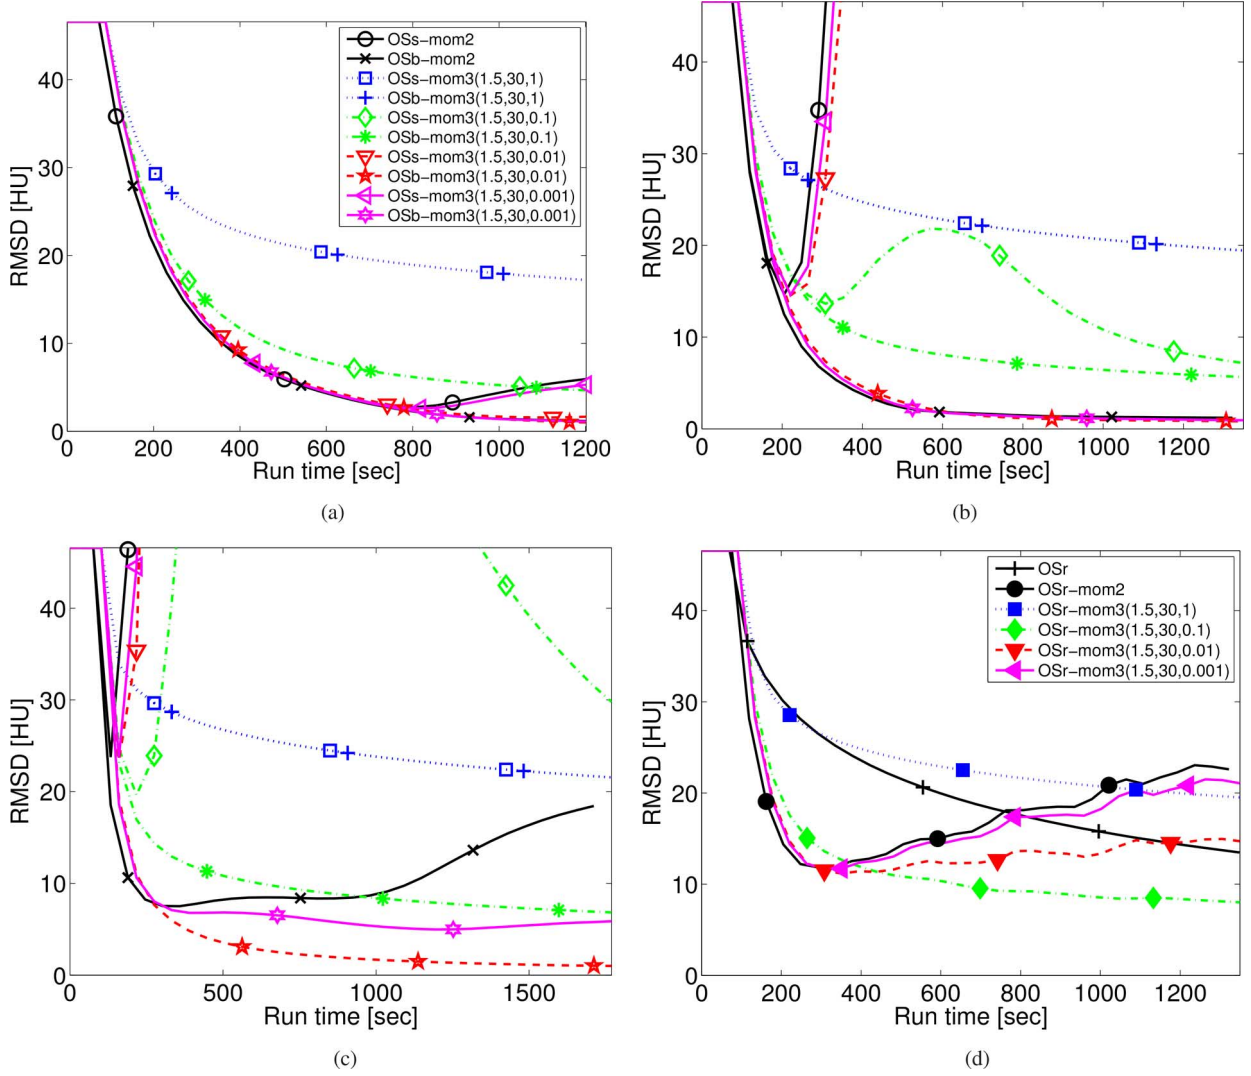 RMSD [HU]
40
30
20
10
0
OSs-mom2
OSb-mom2
OSs-mom3(1.5,30,1)
OSb-mom3(1.5,30,1)
OSs-mom3(1.5,30,0.1)
OSb-mom3(1.5,30,0.1)
OSs-mom3(1.5,30,0.01)
OSb-mom3(1.5,30,0.01)
OSs-mom3(1.5,30,0.001)
OSb-mom3(1.5,30,0.001)
0 200 400 600 800 1000 1200
Run time [sec]
(a)
RMSD [HU]
40
30
20
10
0
0 200 400 600 800 1000 1200
Run time [sec]
(b)
RMSD [HU]
40
30
20
10
0
0 500 1000 1500
Run time [sec]
(c)
RMSD [HU]
40
30
20
10
0
OSr
OSr-mom2
OSr-mom3(1.5,30,1)
OSr-mom3(1.5,30,0.1)
OSr-mom3(1.5,30,0.01)
OSr-mom3(1.5,30,0.001)
0 200 400 600 800 1000 1200
Run time [sec]
(d)